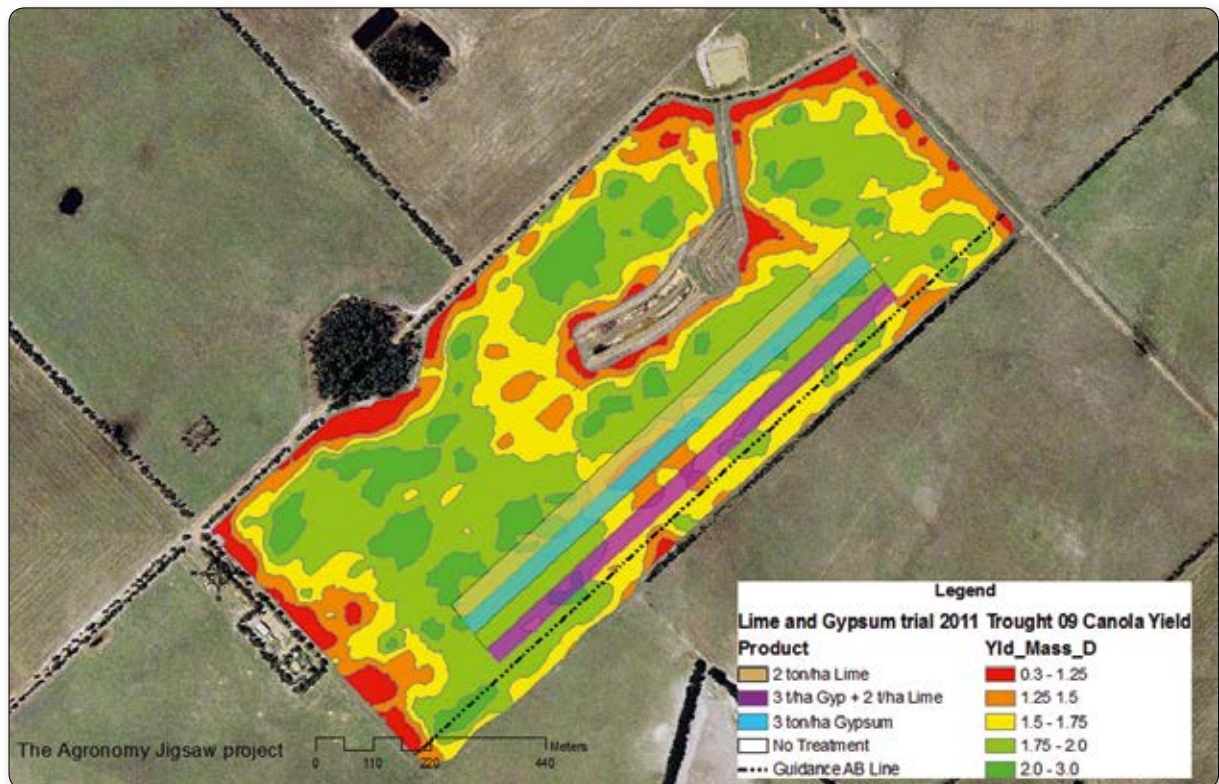 Legend
Lime and Gypsum trial 2011 Trought 09 Canola Yield
Product Yld_Mass_D
2 ton/ha Lime 0.3 - 1.25
3 t/ha Gyp + 2 t/ha Lime 1.25 1.5
3 ton/ha Gypsum 1.5 - 1.75
No Treatment 1.75 - 2.0
Guidance AB Line 2.0 - 3.0
The Agronomy Jigsaw project
Meters
0 110 220 440